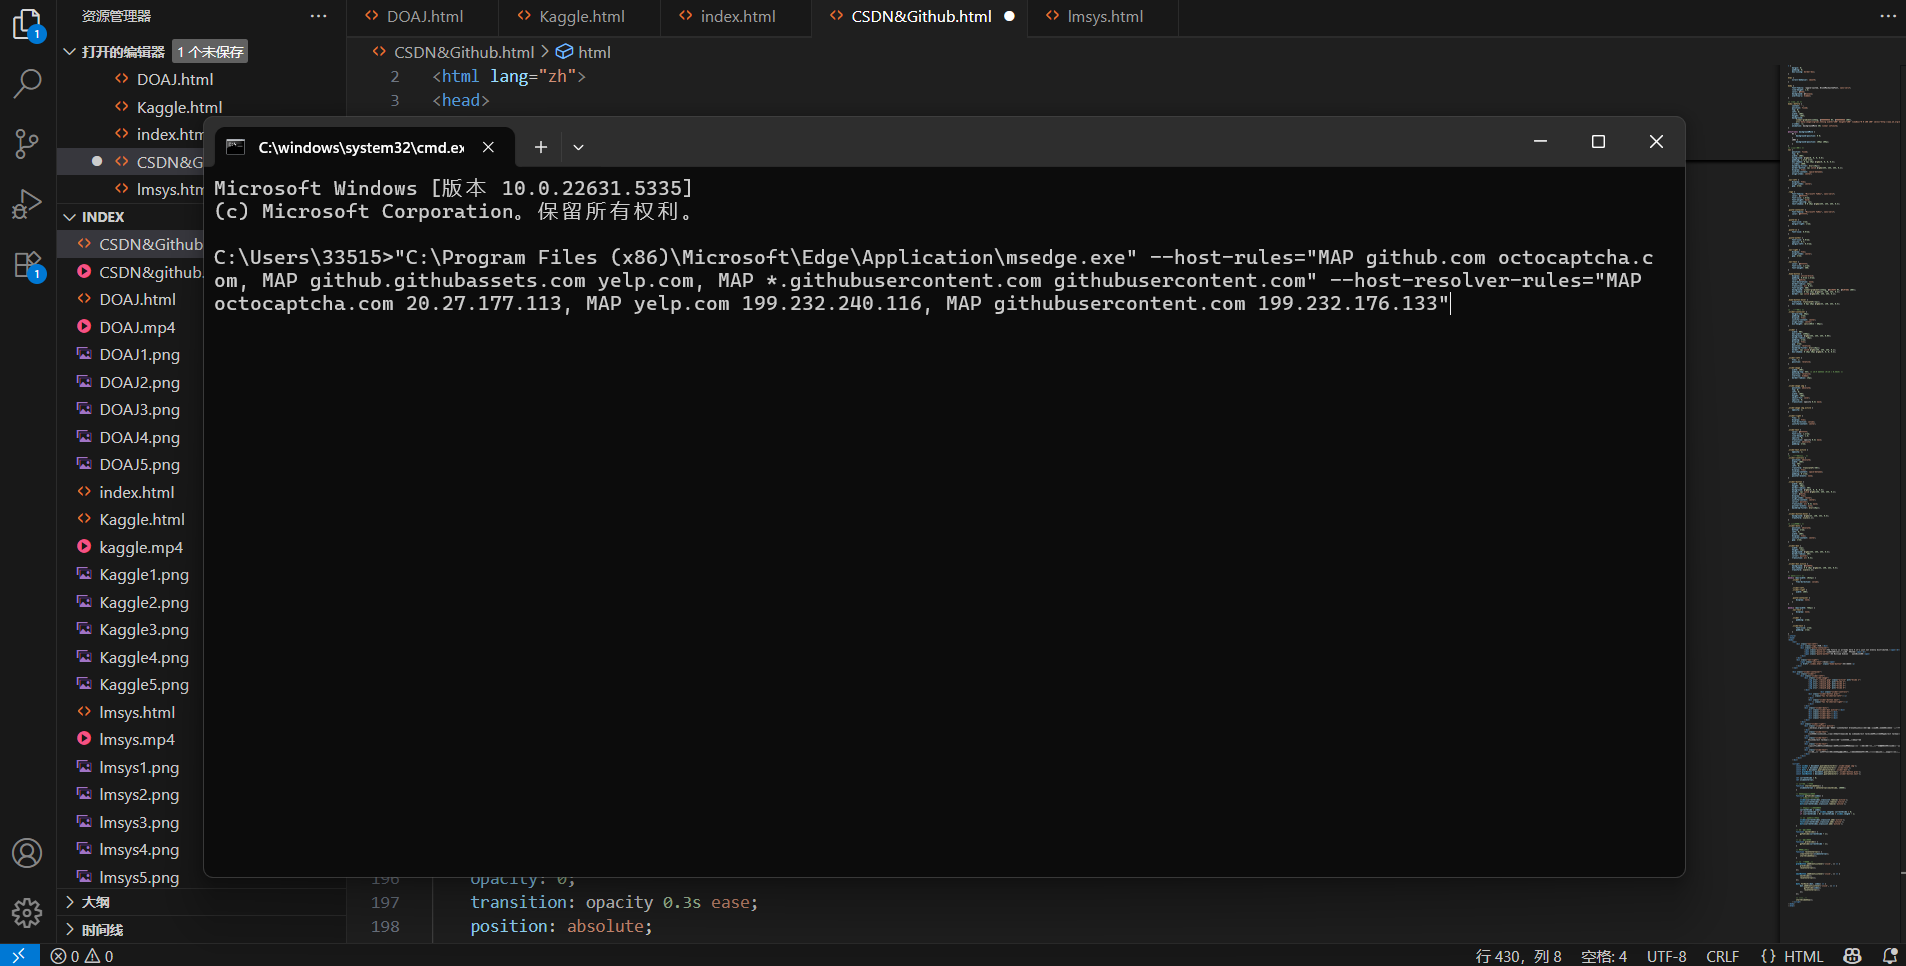 资源管理器
打开的编辑器 1 个未保存
DOAJ.html
Kaggle.html
index.htm
CSDN&G
lmsys.htm
INDEX
CSDN&Github
CSDN&github.
DOAJ.html
DOAJ.mp4
DOAJ1.png
DOAJ2.png
DOAJ3.png
DOAJ4.png
DOAJ5.png
index.html
Kaggle.html
kaggle.mp4
Kaggle1.png
Kaggle2.png
Kaggle3.png
Kaggle4.png
Kaggle5.png
lmsys.html
lmsys.mp4
lmsys1.png
lmsys2.png
lmsys3.png
lmsys4.png
lmsys5.png
大纲
时间线
DOAJ.html Kaggle.html index.html CSDN&Github.html lmsys.html
CSDN&Github.html > html
2 <html lang="zh">
3 <head>
C:\windows\system32\cmd.ex
Microsoft Windows [版本 10.0.22631.5335]
(c) Microsoft Corporation。保留所有权利。
C:\Users\33515>"C:\Program Files (x86)\Microsoft\Edge\Application\msedge.exe" --host-rules="MAP github.com octocaptcha.c
om, MAP github.githubassets.com yelp.com, MAP *.githubusercontent.com githubusercontent.com" --host-resolver-rules="MAP
octocaptcha.com 20.27.177.113, MAP yelp.com 199.232.240.116, MAP githubusercontent.com 199.232.176.133"
196 opacity: 0;
197 transition: opacity 0.3s ease;
198 position: absolute;
1
1
0 0
行 430，列 8 空格: 4 UTF-8 CRLF {} HTML